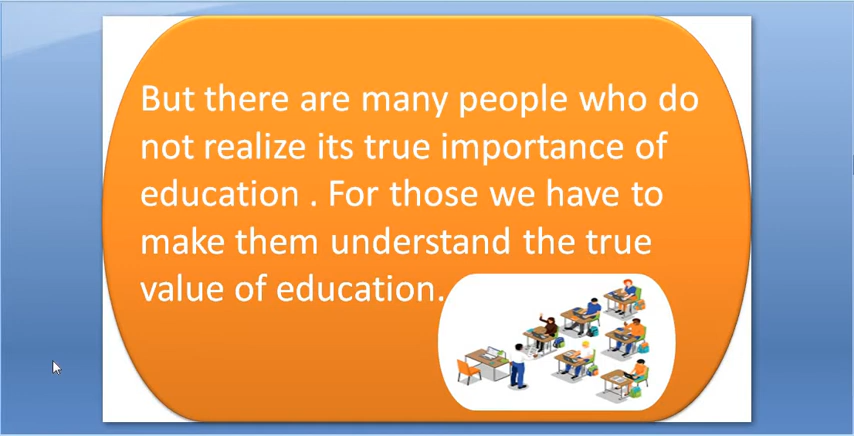 But there are many people who do
not realize its true importance of
education . For those we have to
make them understand the true
value of education.